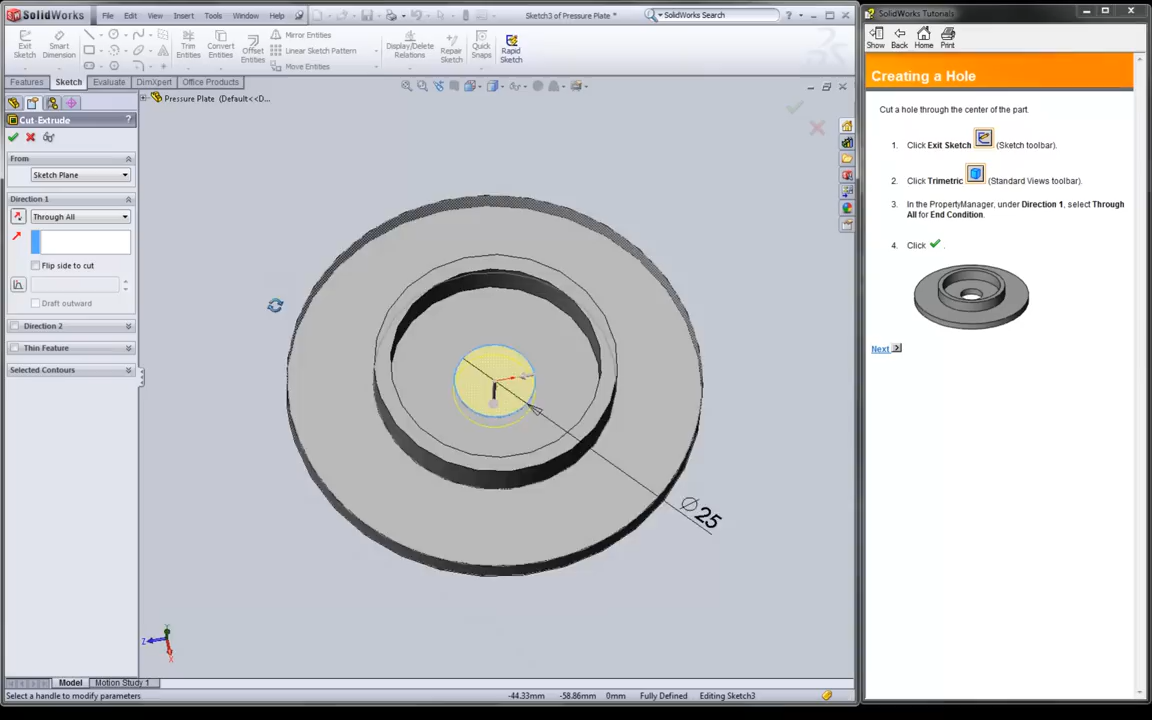 SolidWorks
File
Edit
View
Insert
Tools
Window
Help
Sketch3 of Pressure Plate *
SolidWorks Search
Exit Sketch
Smart Dimension
Trim Entities
Convert Entities
Offset Entities
Mirror Entities
Linear Sketch Pattern
Move Entities
Display/Delete Relations
Repair Sketch
Quick Snaps
Rapid Sketch
Features
Sketch
Evaluate
DimXpert
Office Products
Pressure Plate (Default<<D...
Cut-Extrude
?
From
Sketch Plane
Direction 1
Through All
Flip side to cut
Draft outward
Direction 2
Thin Feature
Selected Contours
Ø25
Y
Z
X
Model
Motion Study 1
Select a handle to modify parameters
-44.33mm
-58.86mm
0mm
Fully Defined
Editing Sketch3
SolidWorks Tutorials
Show
Back
Home
Print
Creating a Hole
Cut a hole through the center of the part.
1. Click Exit Sketch (Sketch toolbar).
2. Click Trimetric (Standard Views toolbar).
3. In the PropertyManager, under Direction 1, select Through
All for End Condition.
4. Click .
Next